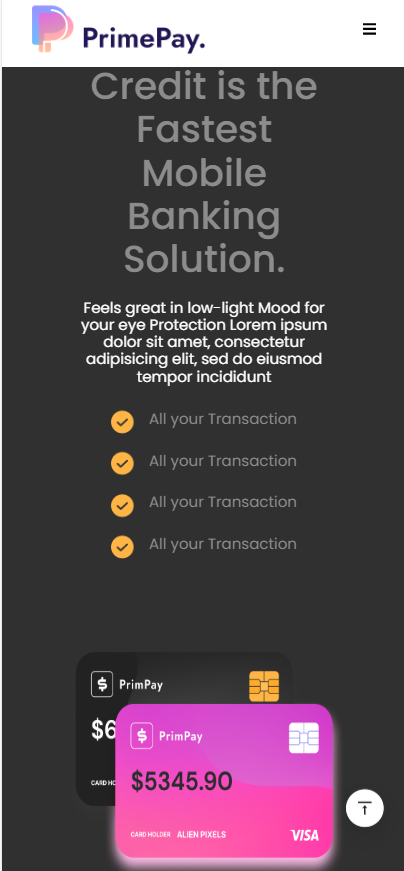 PrimePay.
Credit is the
Fastest
Mobile
Banking
Solution.
Feels great in low-light Mood for
your eye Protection Lorem ipsum
dolor sit amet, consectetur
adipisicing elit, sed do eiusmod
tempor incididunt
All your Transaction
All your Transaction
All your Transaction
All your Transaction
$ PrimPay
$6
CARD H
$ PrimPay
$5345.90
CARD HOLDER ALIEN PIXELS VISA